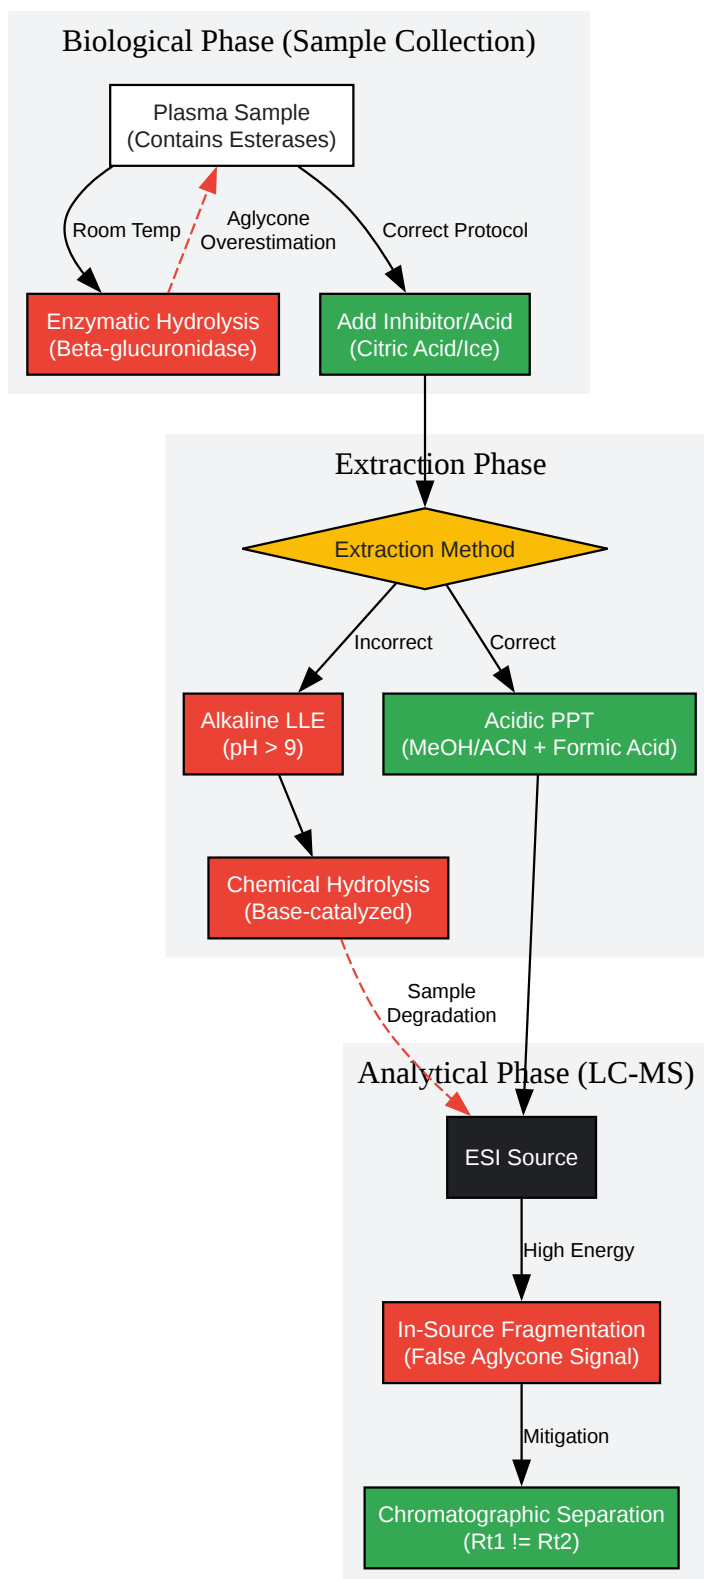 Biological Phase (Sample Collection)
Plasma Sample
(Contains Esterases)
Room Temp
Aglycone
Overestimation
Correct Protocol
Enzymatic Hydrolysis
(Beta-glucuronidase)
Add Inhibitor/Acid
(Citric Acid/Ice)
Extraction Phase
Extraction Method
Incorrect
Correct
Alkaline LLE
(pH > 9)
Acidic PPT
(MeOH/ACN + Formic Acid)
Chemical Hydrolysis
(Base-catalyzed)
Sample
Degradation
Analytical Phase (LC-MS)
ESI Source
High Energy
In-Source Fragmentation
(False Aglycone Signal)
Mitigation
Chromatographic Separation
(Rt1 != Rt2)